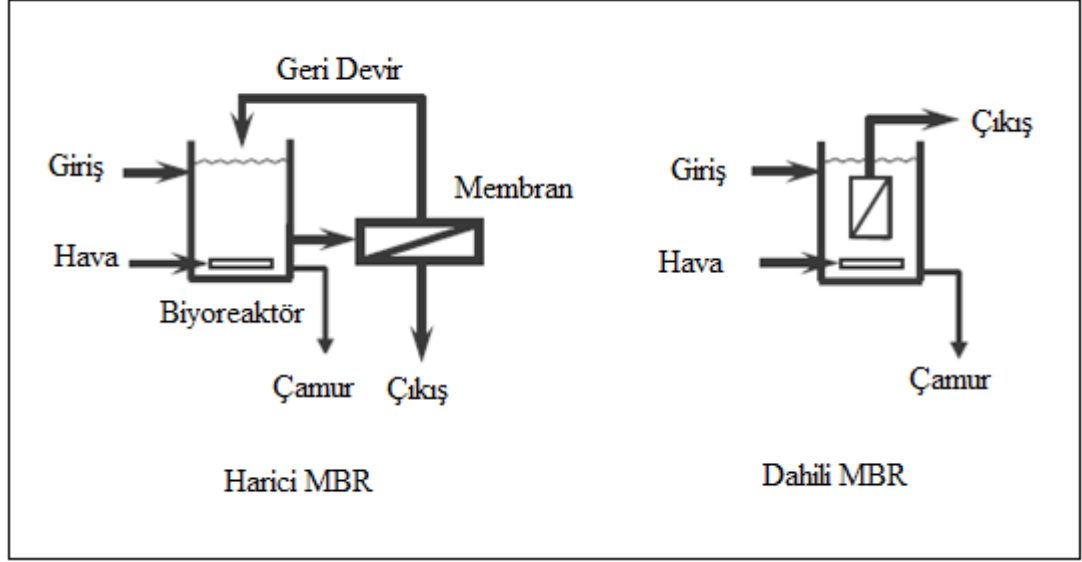 Geri Devir
Giriş
Membran
Hava
Biyoreaktör
Çamur
Çıkış
Harici MBR
Çıkış
Giriş
Hava
Çamur
Dahili MBR